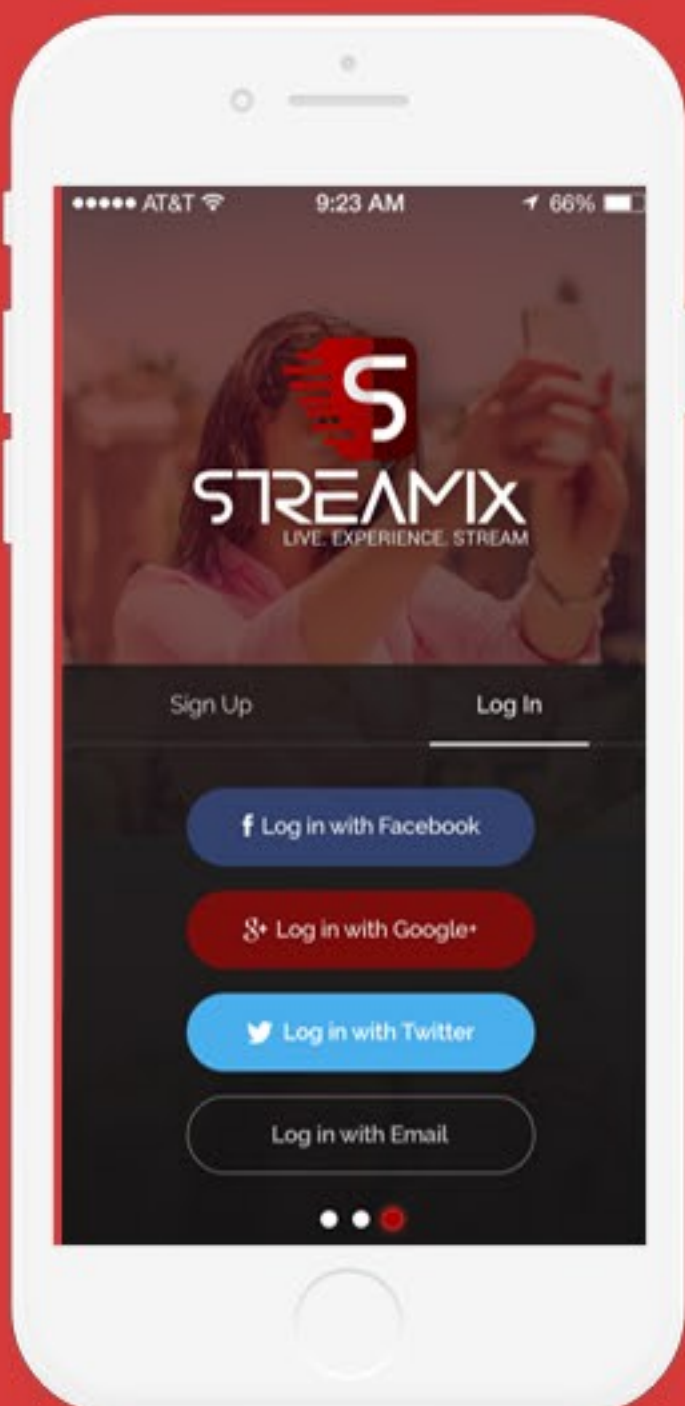 AT&T 9:23 AM 66%
S
STREAMIX
LIVE. EXPERIENCE. STREAM
Sign Up Log In
f Log in with Facebook
g+ Log in with Google+
Log in with Twitter
Log in with Email